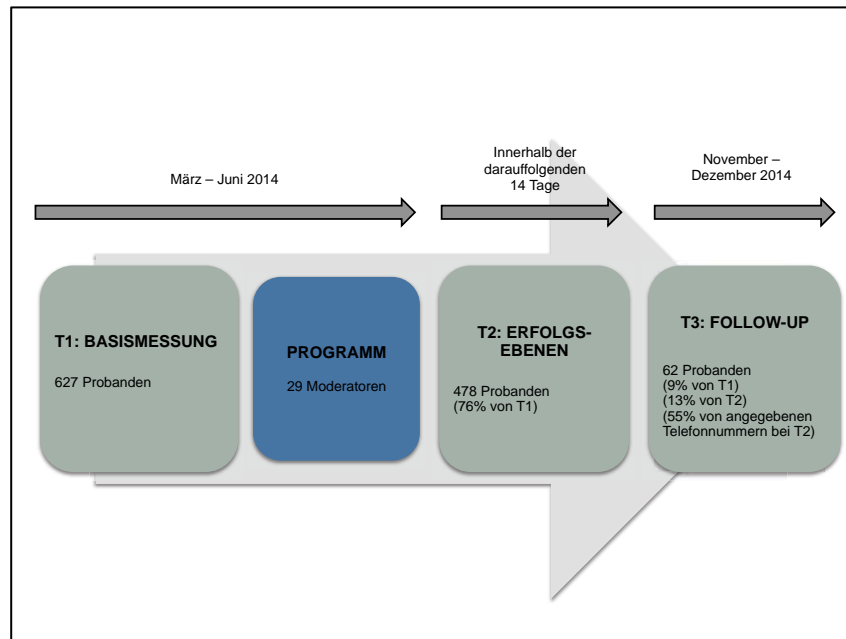 März – Juni 2014
Innerhalb der
darauffolgenden
14 Tage
November –
Dezember 2014
T1: BASISMESSUNG
627 Probanden
PROGRAMM
29 Moderatoren
T2: ERFOLGS-
EBENEN
478 Probanden
(76% von T1)
T3: FOLLOW-UP
62 Probanden
(9% von T1)
(13% von T2)
(55% von angegebenen
Telefonnummern bei T2)